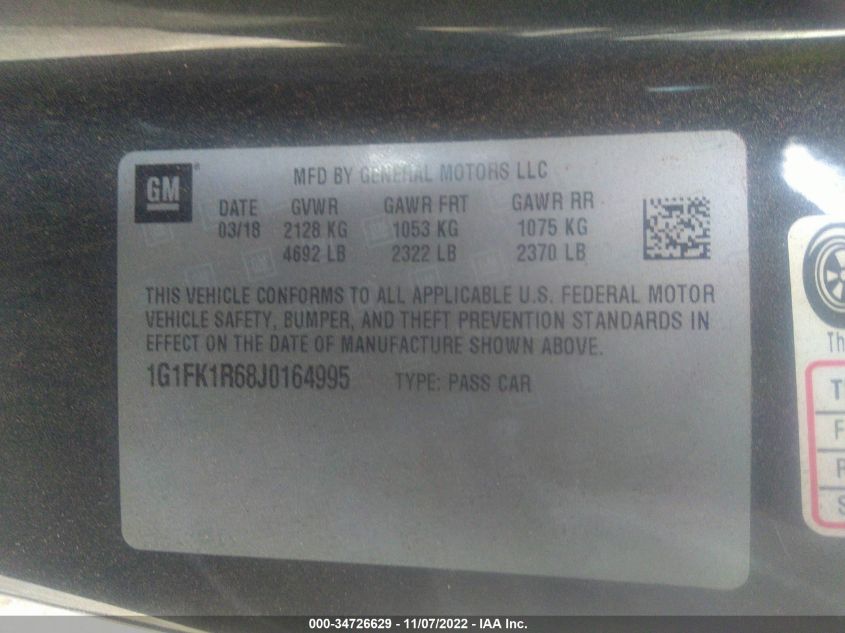 GM
MFD BY GENERAL MOTORS LLC
DATE GVWR GAWR FRT GAWR RR
03/18 2128 KG 1053 KG 1075 KG
4692 LB 2322 LB 2370 LB
THIS VEHICLE CONFORMS TO ALL APPLICABLE U.S. FEDERAL MOTOR
VEHICLE SAFETY, BUMPER, AND THEFT PREVENTION STANDARDS IN
EFFECT ON THE DATE OF MANUFACTURE SHOWN ABOVE.
1G1FK1R68J0164995 TYPE: PASS CAR
Th
T
F
S
000-34726629 - 11/07/2022 - IAA Inc.